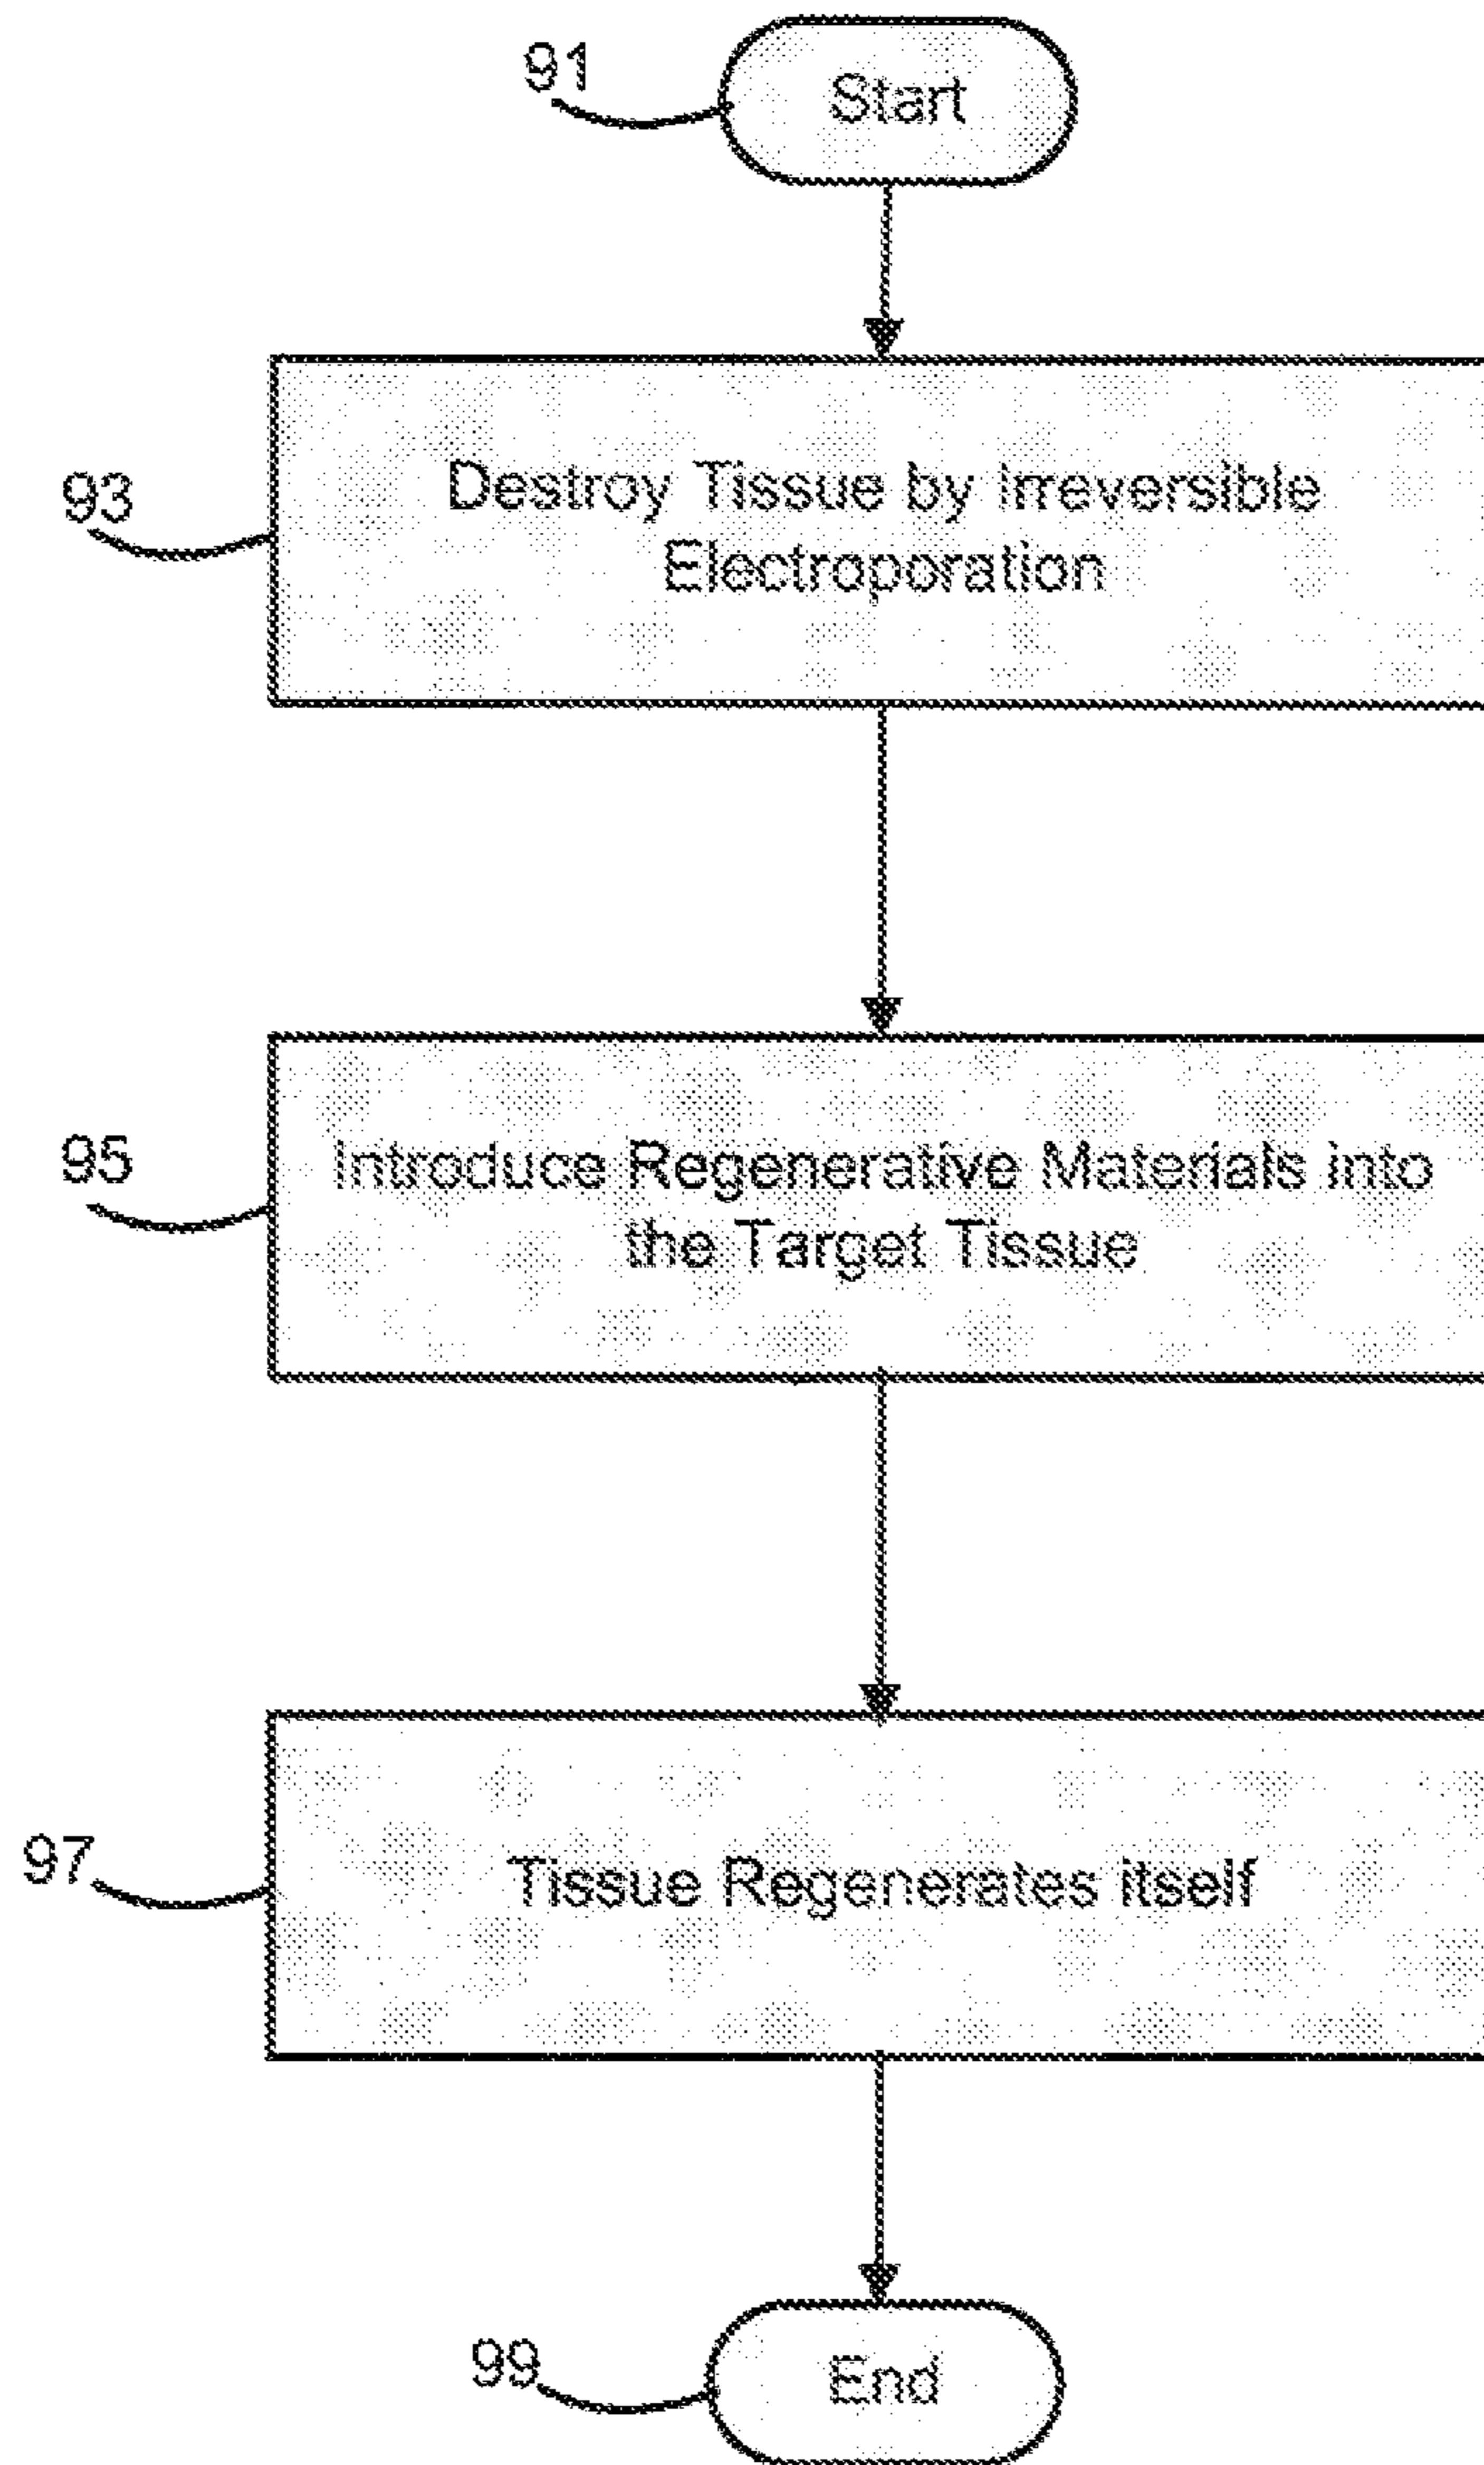 91
Start
93
Destroy Tissue by Irreversible
Electroporation
95
Introduce Regenerative Materials into
the Target Tissue
97
Tissue Regenerates itself
99
End